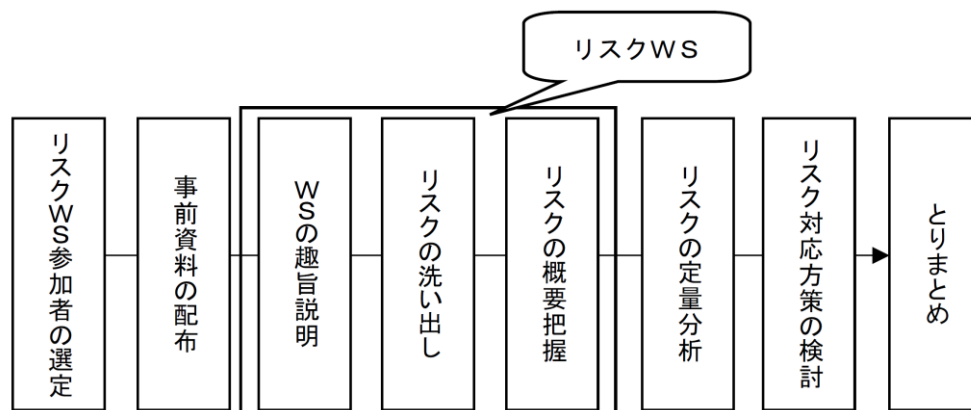 リスクＷＳ
リスクＷＳ参加者の選定
事前資料の配布
ＷＳの趣旨説明
リスクの洗い出し
リスクの概要把握
リスクの定量分析
リスク対応方策の検討
とりまとめ